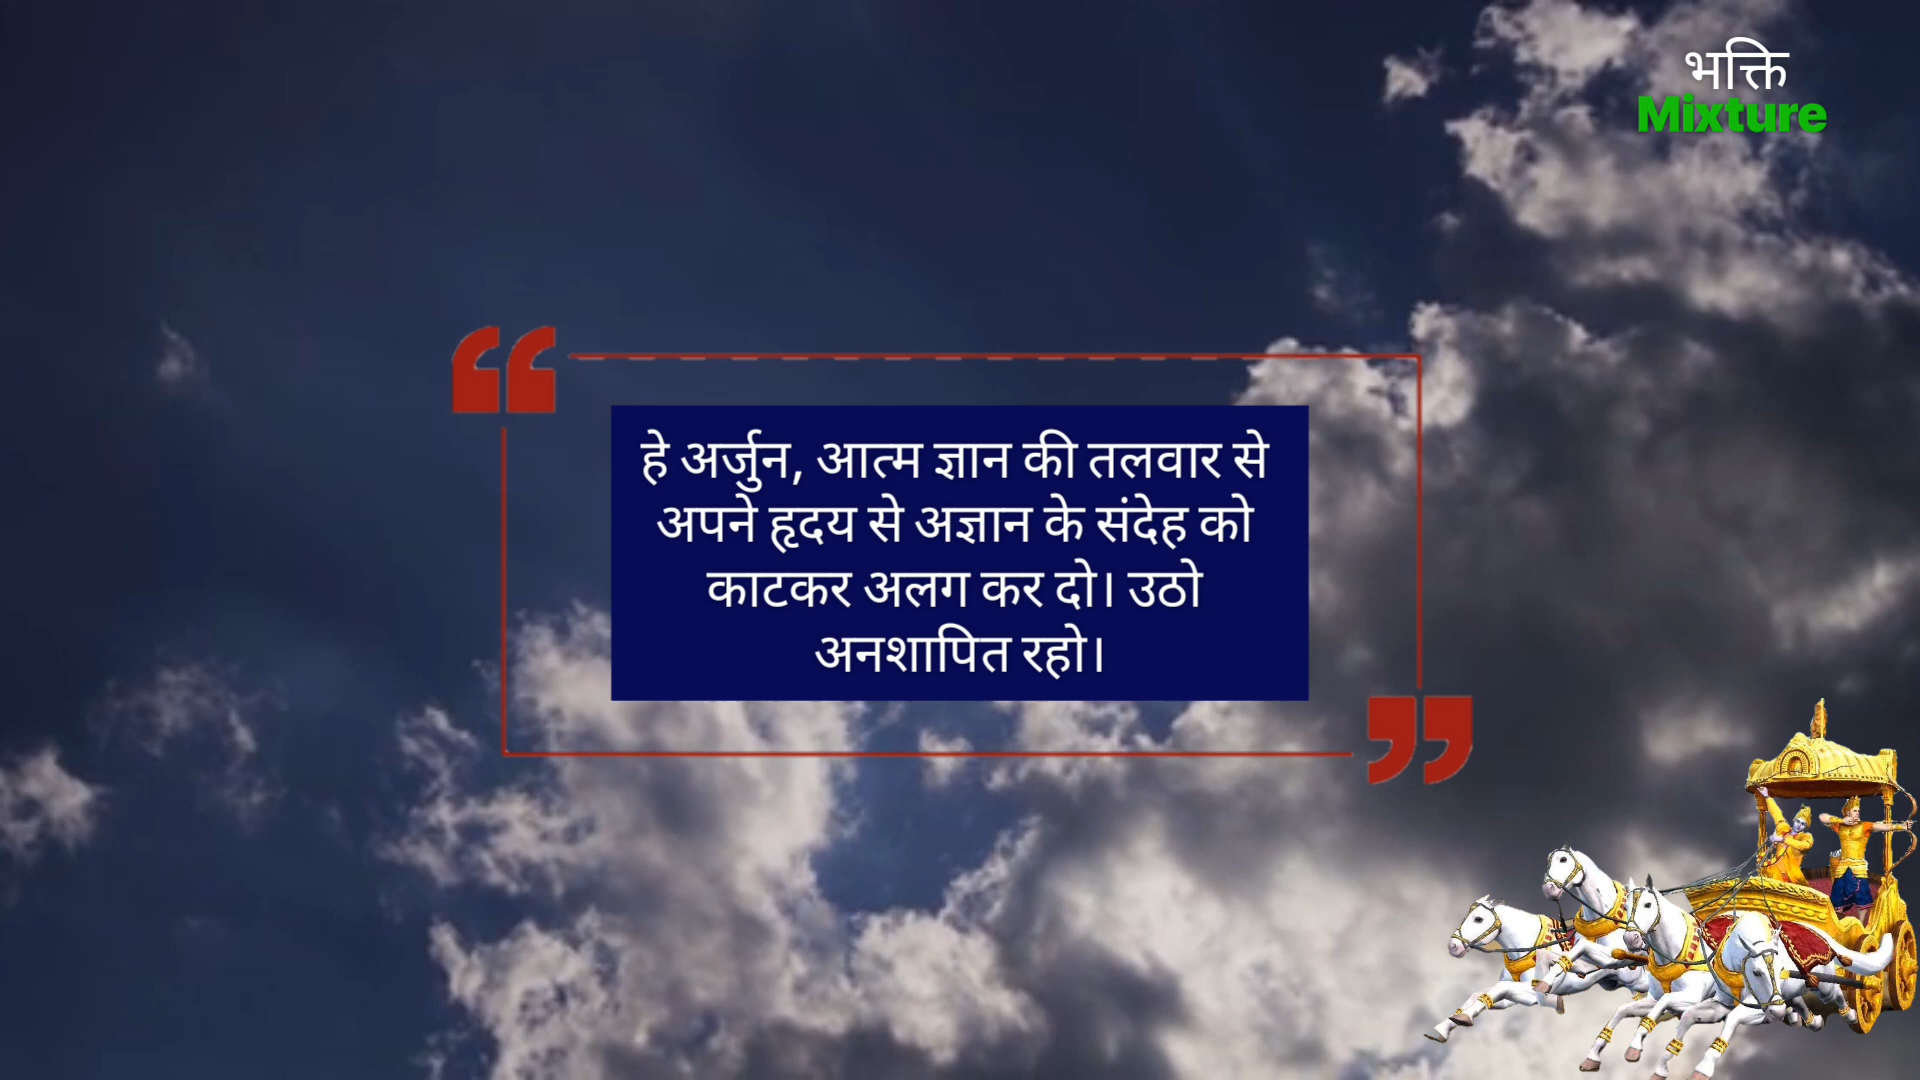 भक्ति
Mixture
हे अर्जुन, आत्म ज्ञान की तलवार से
अपने हृदय से अज्ञान के संदेह को
काटकर अलग कर दो। उठो
अनशापित रहो।